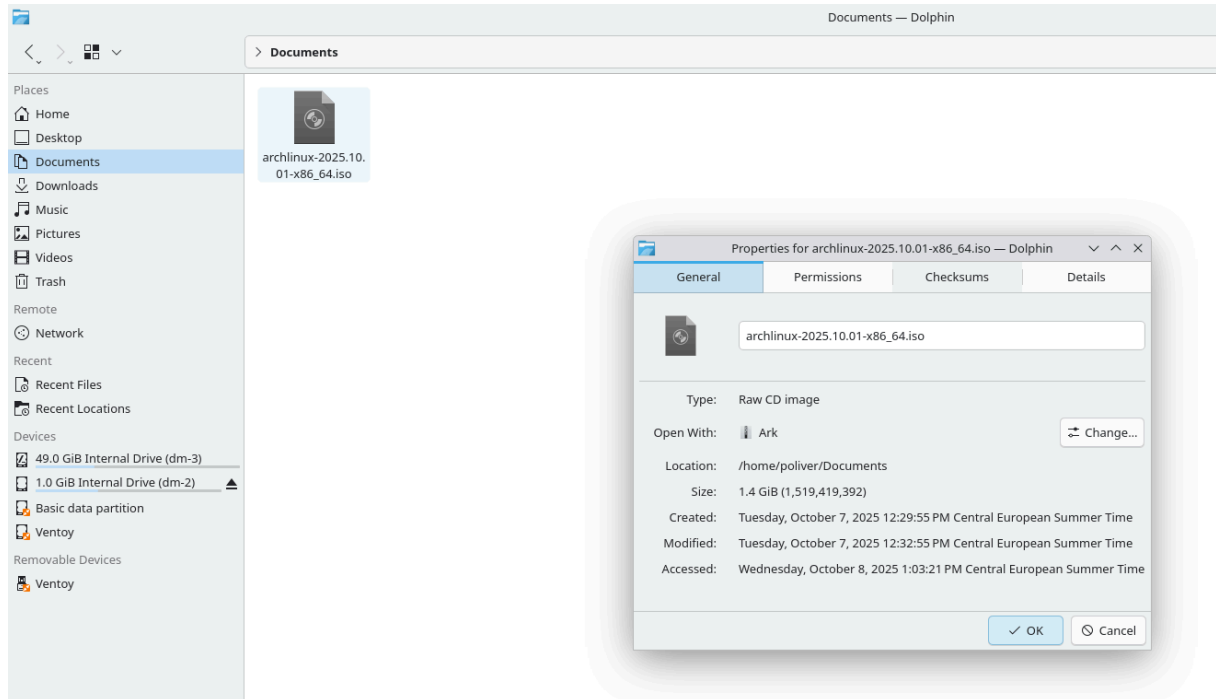 Documents — Dolphin
Documents
Places
Home
Desktop
Documents
Downloads
Music
Pictures
Videos
Trash
Remote
Network
Recent
Recent Files
Recent Locations
Devices
49.0 GiB Internal Drive (dm-3)
1.0 GiB Internal Drive (dm-2)
Basic data partition
Ventoy
Removable Devices
Ventoy
archlinux-2025.10.
01-x86_64.iso
Properties for archlinux-2025.10.01-x86_64.iso — Dolphin
General Permissions Checksums Details
archlinux-2025.10.01-x86_64.iso
Type: Raw CD image
Open With: Ark Change...
Location: /home/poliver/Documents
Size: 1.4 GiB (1,519,419,392)
Created: Tuesday, October 7, 2025 12:29:55 PM Central European Summer Time
Modified: Tuesday, October 7, 2025 12:32:55 PM Central European Summer Time
Accessed: Wednesday, October 8, 2025 1:03:21 PM Central European Summer Time
OK Cancel